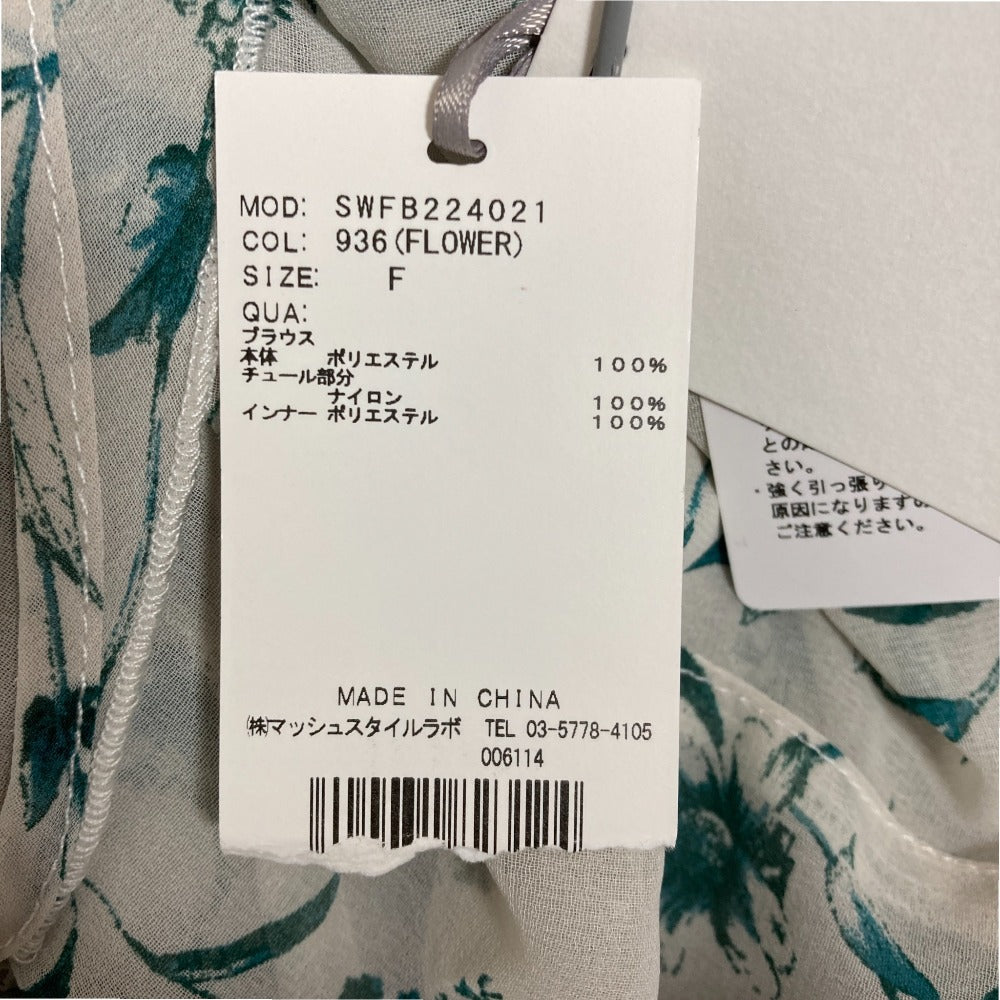 MOD: SWFB224021
COL: 936(FLOWER)
SIZE: F
QUA:
ブラウス
本体 ポリエステル 100%
チュール部分
ナイロン 100%
インナー ポリエステル 100%
MADE IN CHINA
㈱マッシュスタイルラボ TEL 03-5778-4105
006114
との
さい。
・強く引っ張り
原因になりますの
ご注意ください。